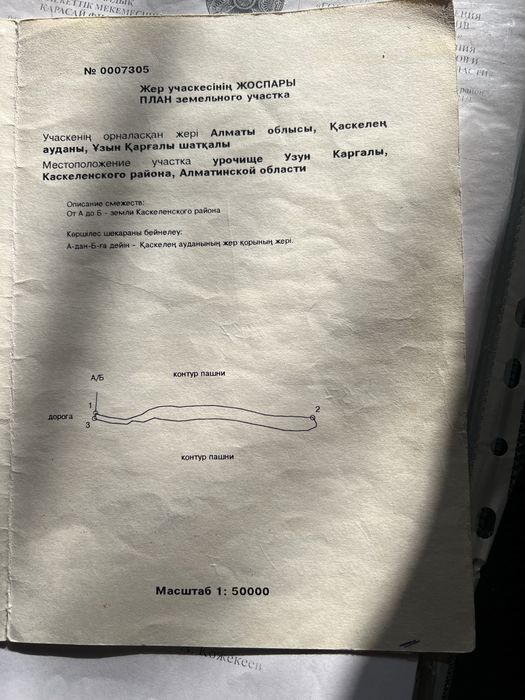 КАРАСАЙ
№ 0007305
Жер учаскесінің ЖОСПАРЫ
ПЛАН земельного участка
Учаскенің орналасқан жері Алматы облысы, Қаскелең
ауданы, Ұзын Қарғалы шатқалы
Местоположение участка урочище Узун Каргалы,
Каскеленского района, Алматинской области
Описание смежеств:
От А до Б - земли Каскеленского района
Көршілес шекараны бейнелеу:
А-дан-Б-ға дейін - Қаскелең ауданының жер қорының жері.
А/Б
контур пашни
1
2
дорога
3
контур пашни
Масштаб 1: 50000
Кожекеев